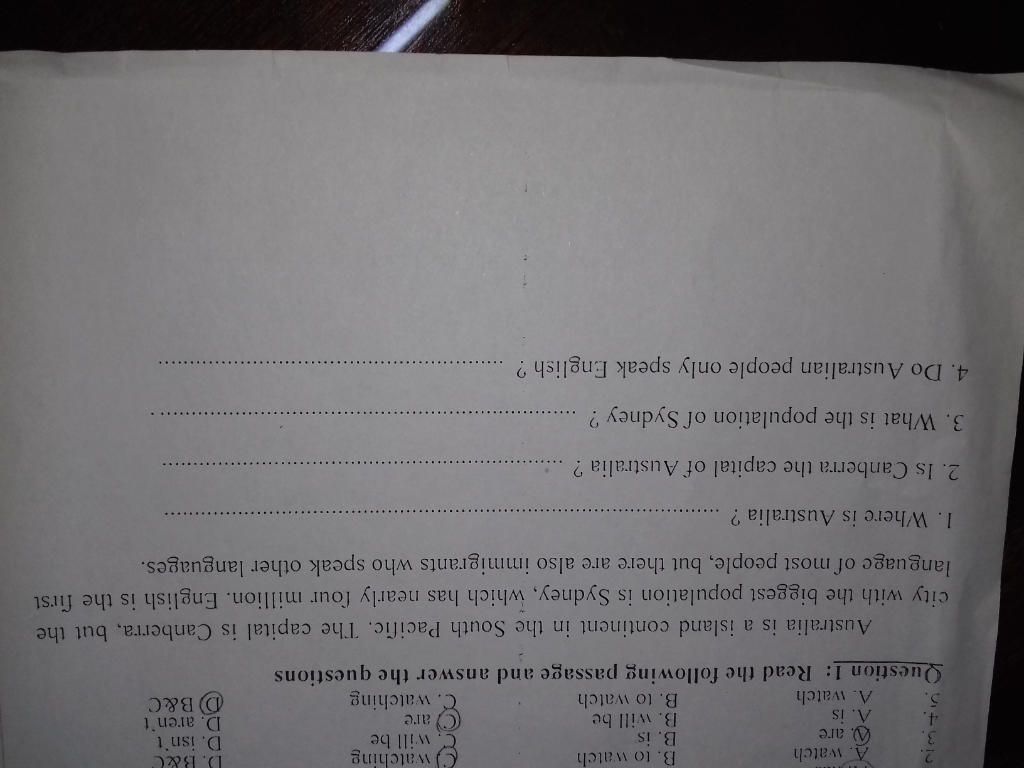 2. A. watch B. to watch C. watching D. B&C
3. A. are B. is C. will be D. isn't
4. A. is B. will be C. are D. aren't
5. A. watch B. to watch C. watching D. B&C
Question 1: Read the following passage and answer the questions
Australia is a island continent in the South Pacific. The capital is Canberra, but the
city with the biggest population is Sydney, which has nearly four million. English is the first
language of most people, but there are also immigrants who speak other languages.
1. Where is Australia ? ........................................................................
2. Is Canberra the capital of Australia ? ....................................................
3. What is the population of Sydney ? ......................................................
4. Do Australian people only speak English ? .............................................